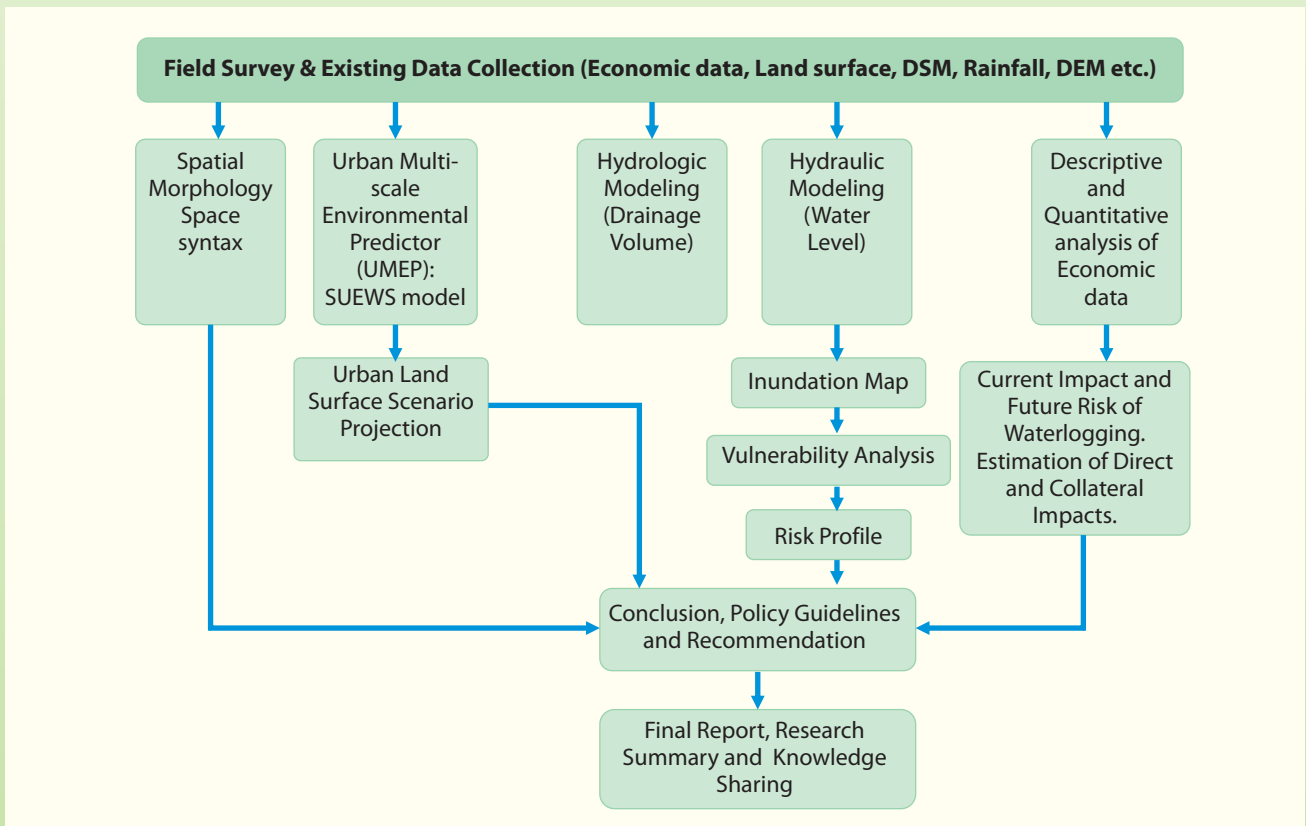 Field Survey & Existing Data Collection (Economic data, Land surface, DSM, Rainfall, DEM etc.)
Spatial
Morphology
Space
syntax
Urban Multi-
scale
Environmental
Predictor
(UMEP):
SUEWS model
Hydrologic
Modeling
(Drainage
Volume)
Hydraulic
Modeling
(Water
Level)
Descriptive
and
Quantitative
analysis of
Economic
data
Urban Land
Surface Scenario
Projection
Inundation Map
Vulnerability Analysis
Risk Profile
Current Impact and
Future Risk of
Waterlogging.
Estimation of Direct
and Collateral
Impacts.
Conclusion, Policy Guidelines
and Recommendation
Final Report, Research
Summary and Knowledge
Sharing